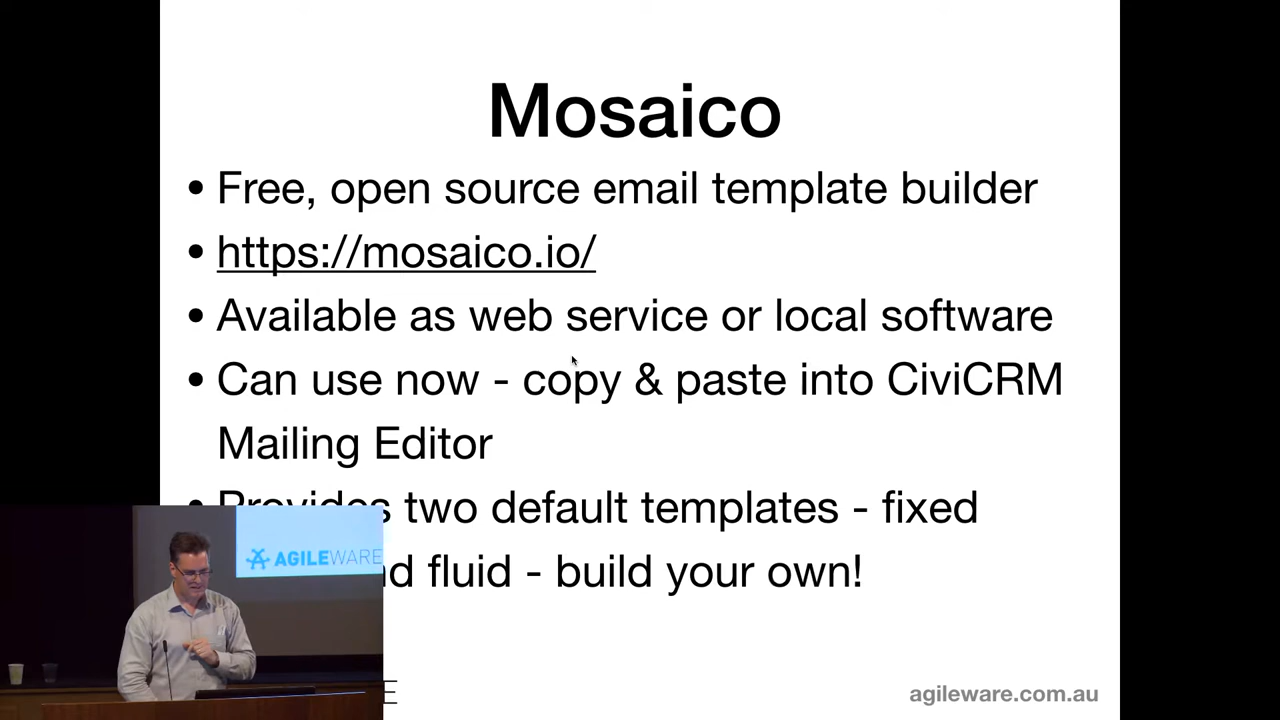 Mosaico
• Free, open source email template builder
• https://mosaico.io/
• Available as web service or local software
• Can use now - copy & paste into CiviCRM
Mailing Editor
• Provides two default templates - fixed
nd fluid - build your own!
AGILEWARE
E
agileware.com.au